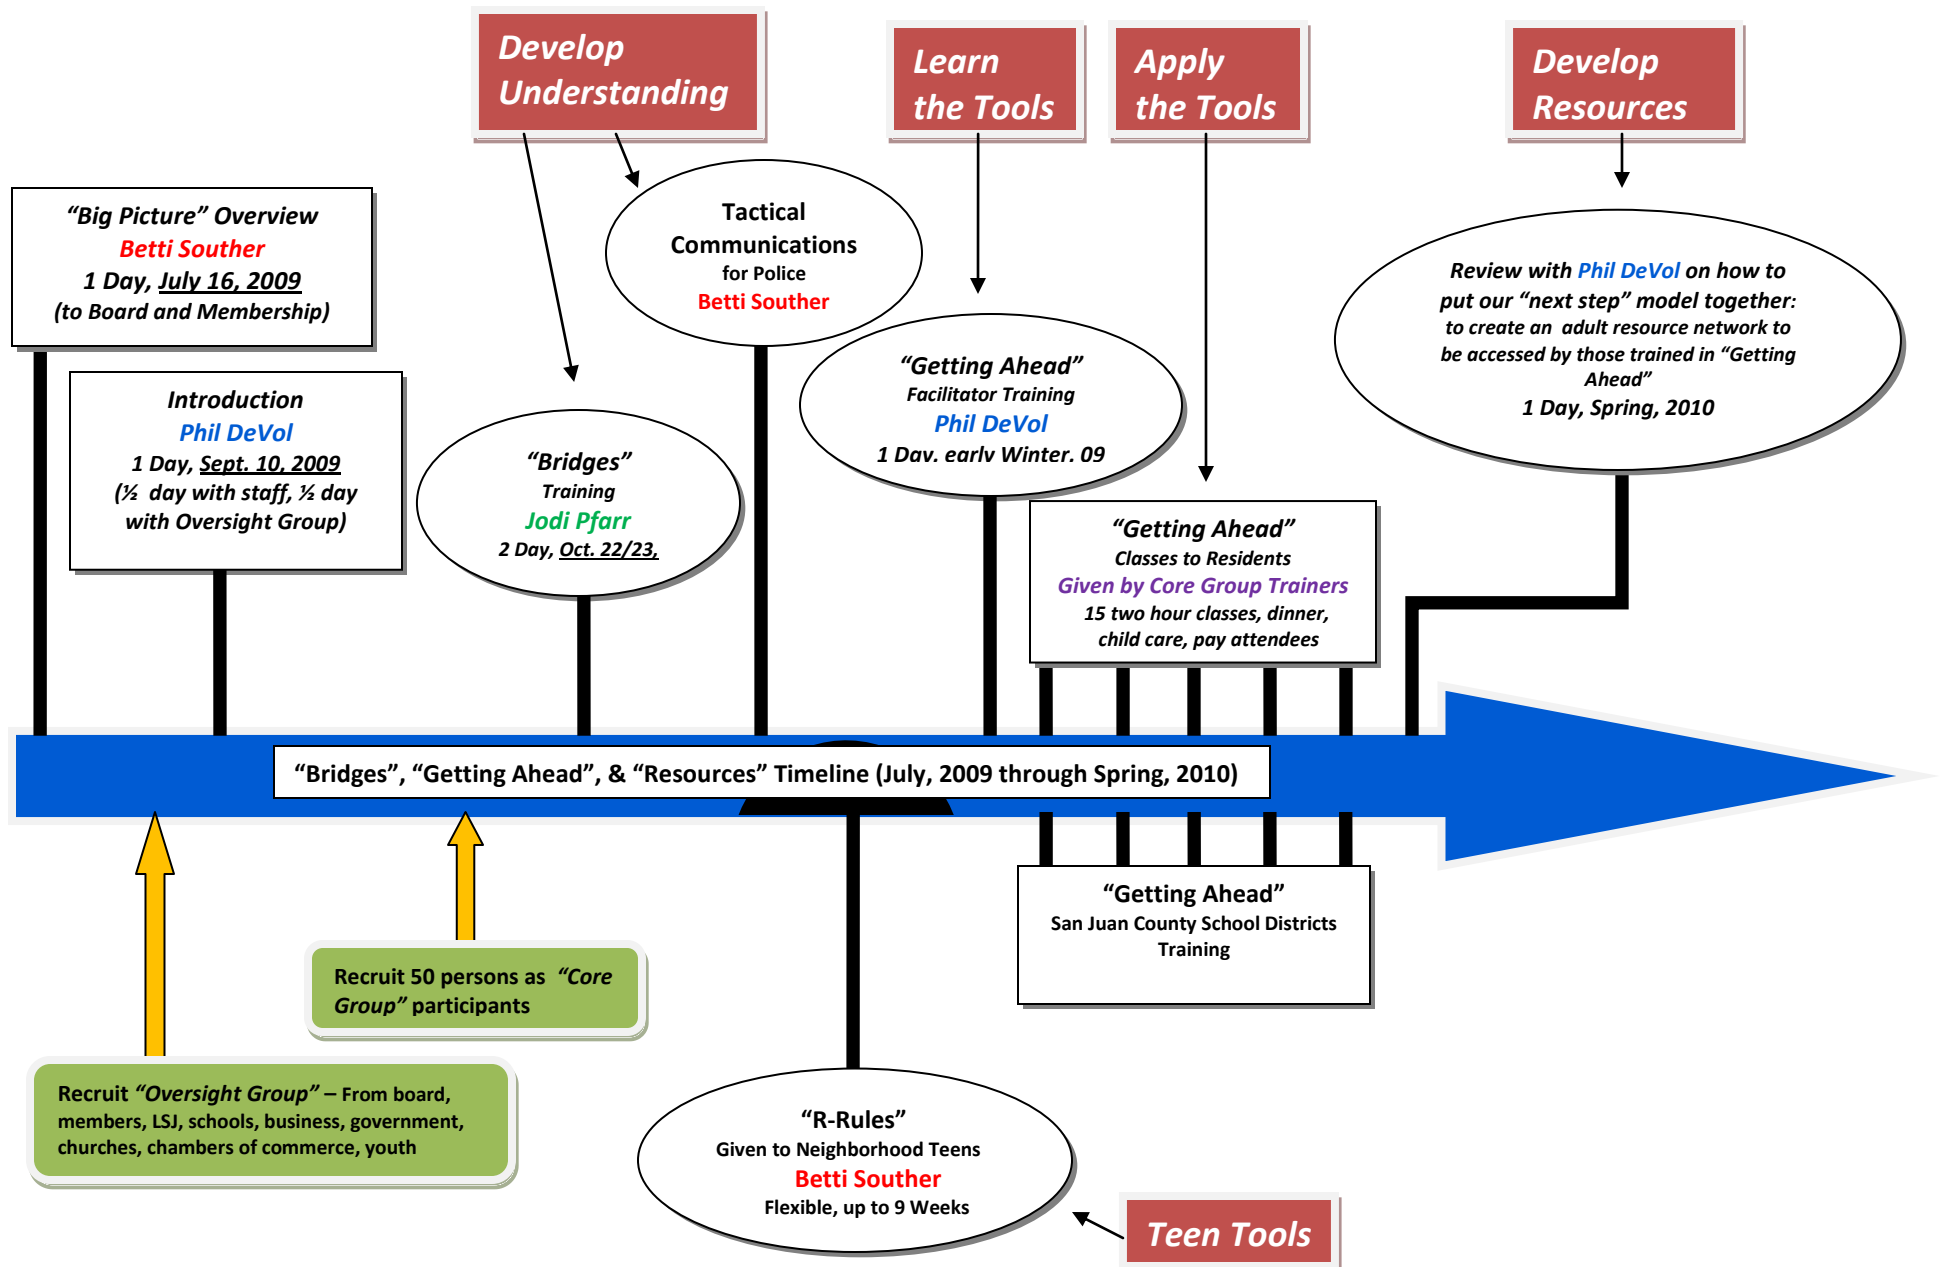 Develop
Understanding
Learn
the Tools
Apply
the Tools
Develop
Resources
“Big Picture” Overview
Betti Souther
1 Day, July 16, 2009
(to Board and Membership)
Tactical
Communications
for Police
Betti Souther
Review with Phil DeVol on how to
put our “next step” model together:
to create an adult resource network to
be accessed by those trained in “Getting
Ahead”
1 Day, Spring, 2010
Introduction
Phil DeVol
1 Day, Sept. 10, 2009
(½ day with staff, ½ day
with Oversight Group)
“Getting Ahead”
Facilitator Training
Phil DeVol
1 Day, early Winter, 09
“Bridges”
Training
Jodi Pfarr
2 Day, Oct. 22/23,
“Getting Ahead”
Classes to Residents
Given by Core Group Trainers
15 two hour classes, dinner,
child care, pay attendees
“Bridges”, “Getting Ahead”, & “Resources” Timeline (July, 2009 through Spring, 2010)
“Getting Ahead”
San Juan County School Districts
Training
Recruit 50 persons as “Core
Group” participants
Recruit “Oversight Group” – From board,
members, LSJ, schools, business, government,
churches, chambers of commerce, youth
“R-Rules”
Given to Neighborhood Teens
Betti Souther
Flexible, up to 9 Weeks
Teen Tools